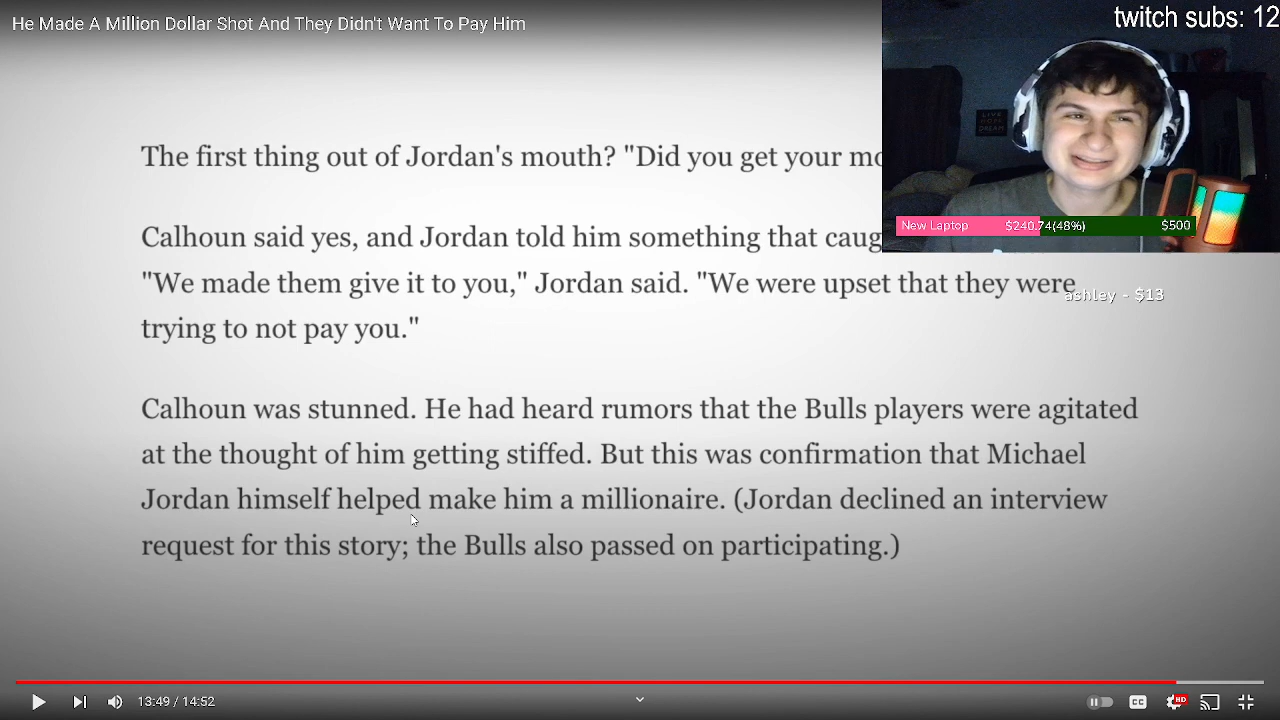 He Made A Million Dollar Shot And They Didn't Want To Pay Him
twitch subs: 12
The first thing out of Jordan's mouth? "Did you get your
Calhoun said yes, and Jordan told him something that
New Laptop $240.74(48%) $500
"We made them give it to you," Jordan said. "We were upset that they were
ashley - $13
trying to not pay you."
Calhoun was stunned. He had heard rumors that the Bulls players were agitated
at the thought of him getting stiffed. But this was confirmation that Michael
Jordan himself helped make him a millionaire. (Jordan declined an interview
request for this story; the Bulls also passed on participating.)
13:49 / 14:52
CC
HD